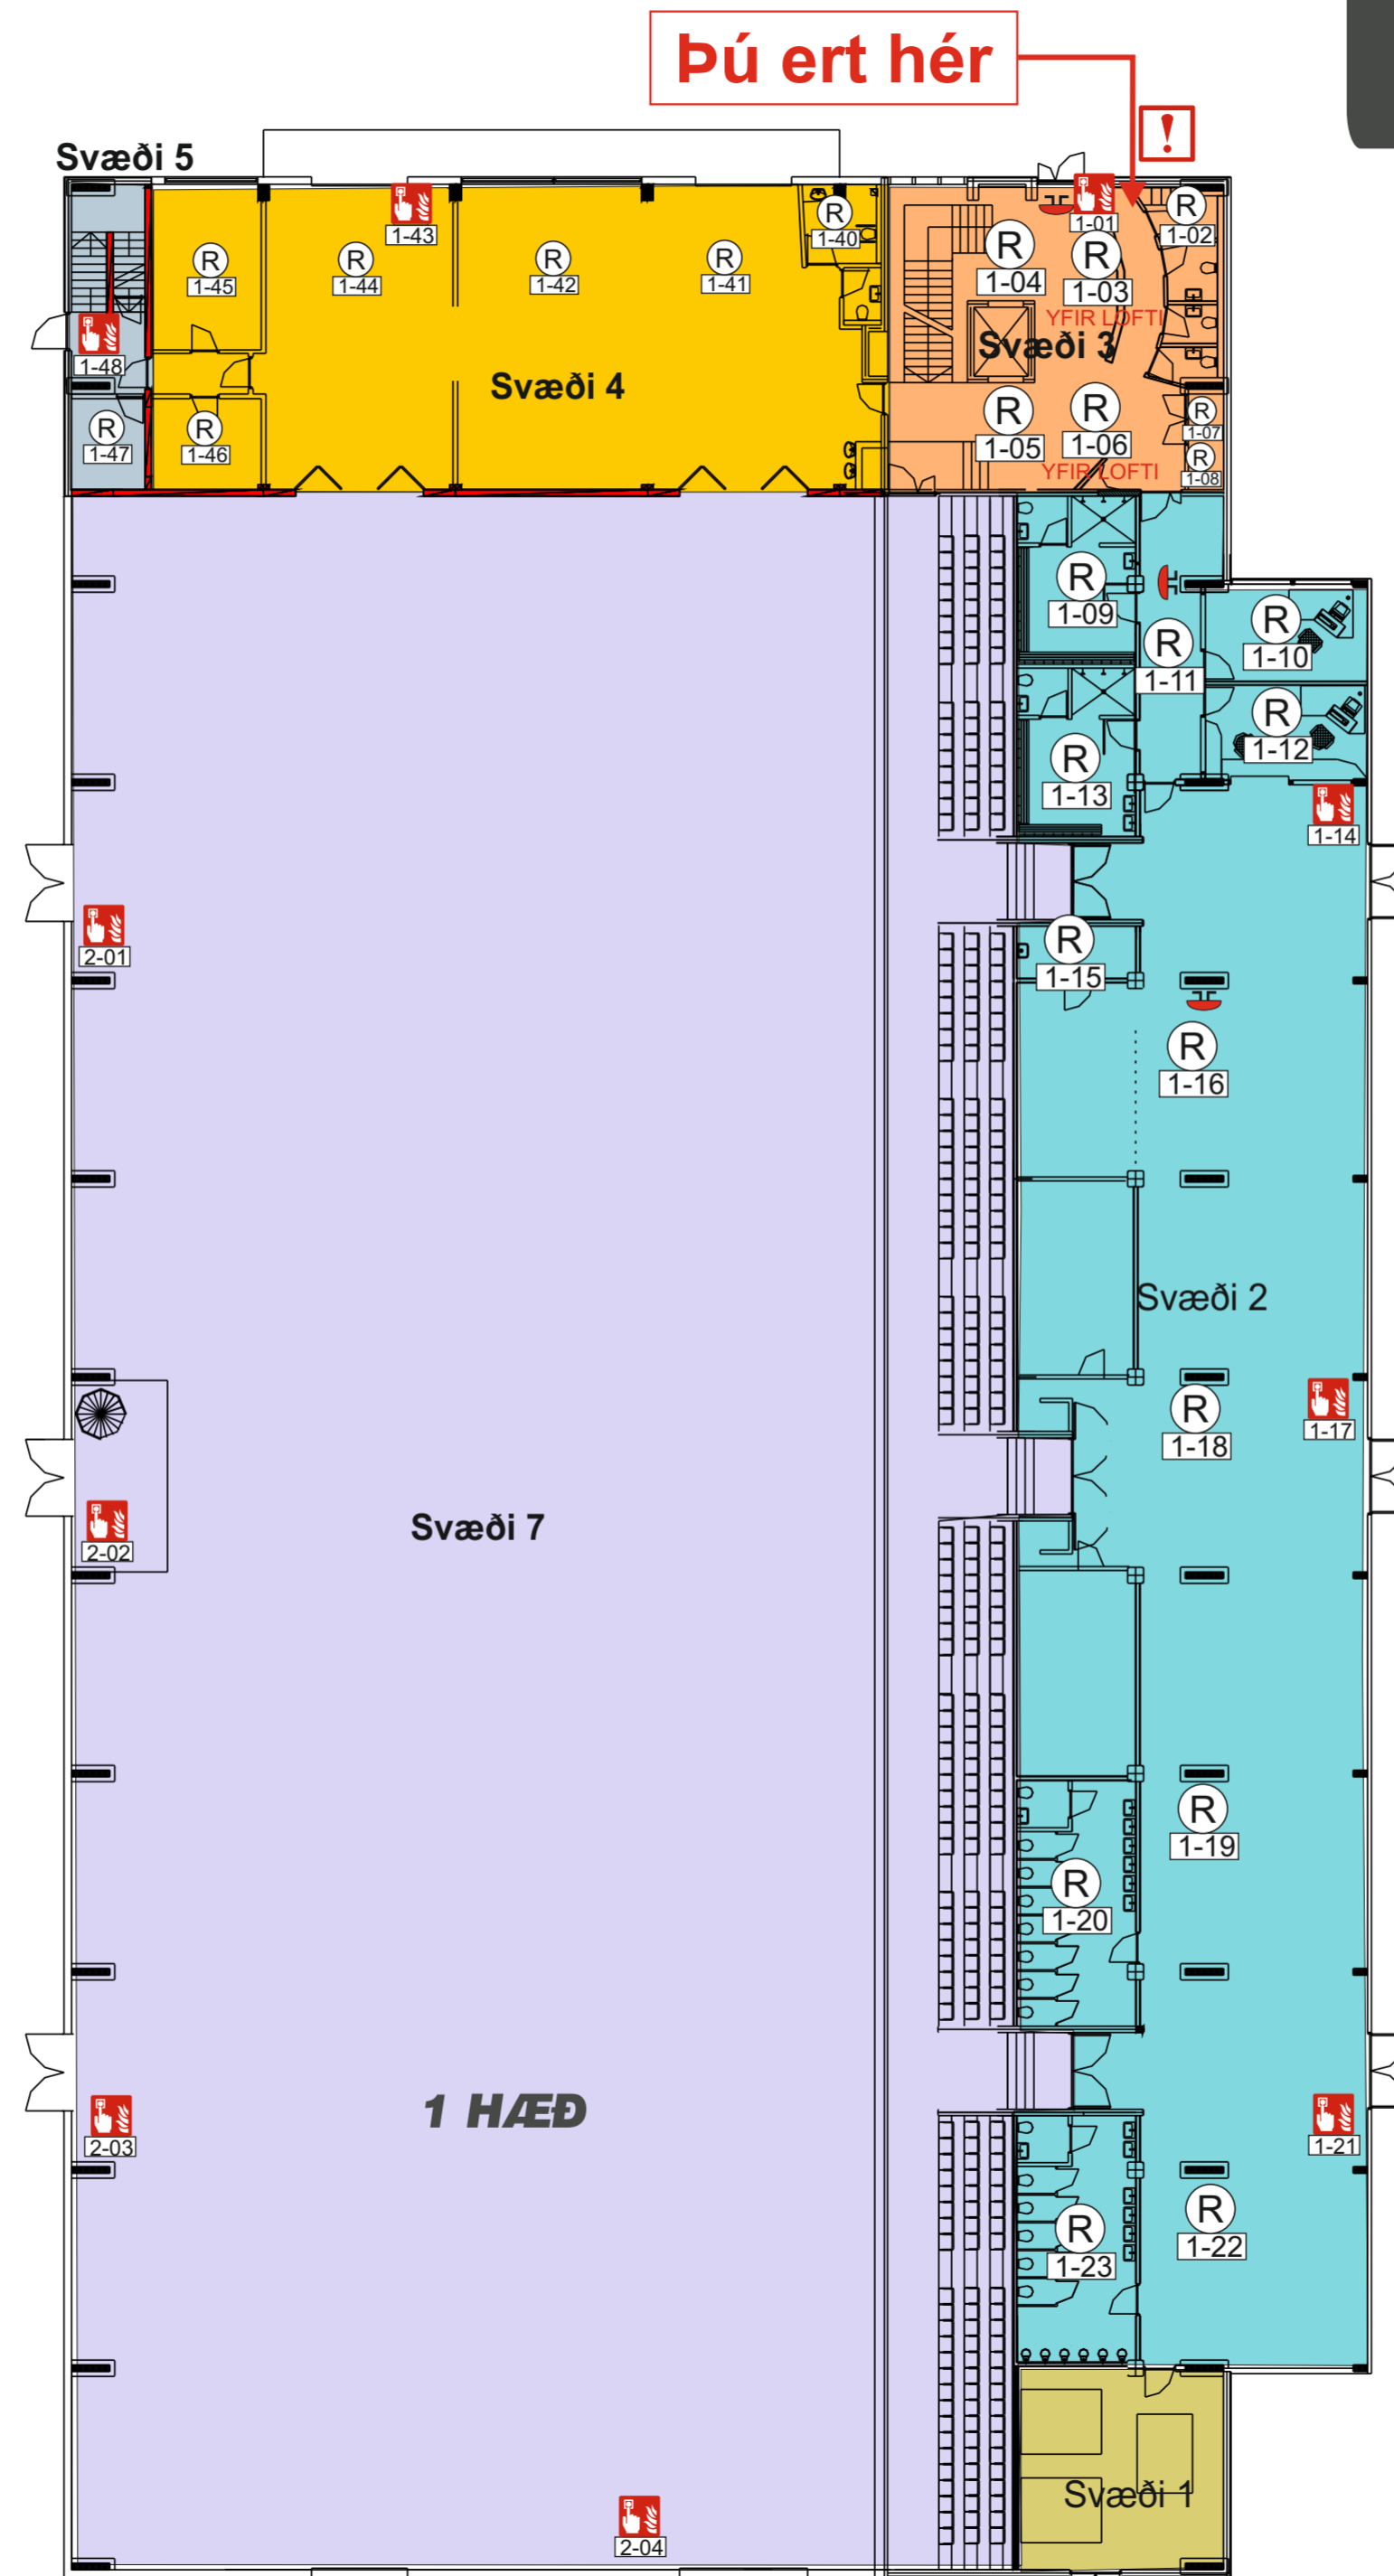 Þú ert hér
!
Svæði 5
1-43
R
1-45
R
1-44
R
1-42
R
1-41
R
1-40
1-48
R
1-47
R
1-46
Svæði 4
1-01
R
1-02
R
1-04
R
1-03
YFIR LOFTI
Svæði 3
R
1-05
R
1-06
YFIR LOFTI
R
1-07
R
1-08
R
1-09
R
1-10
R
1-11
R
1-12
R
1-13
1-14
2-01
R
1-15
R
1-16
Svæði 2
R
1-18
1-17
2-02
Svæði 7
R
1-19
R
1-20
1 HÆÐ
2-03
1-21
R
1-22
R
1-23
Svæði 1
2-04